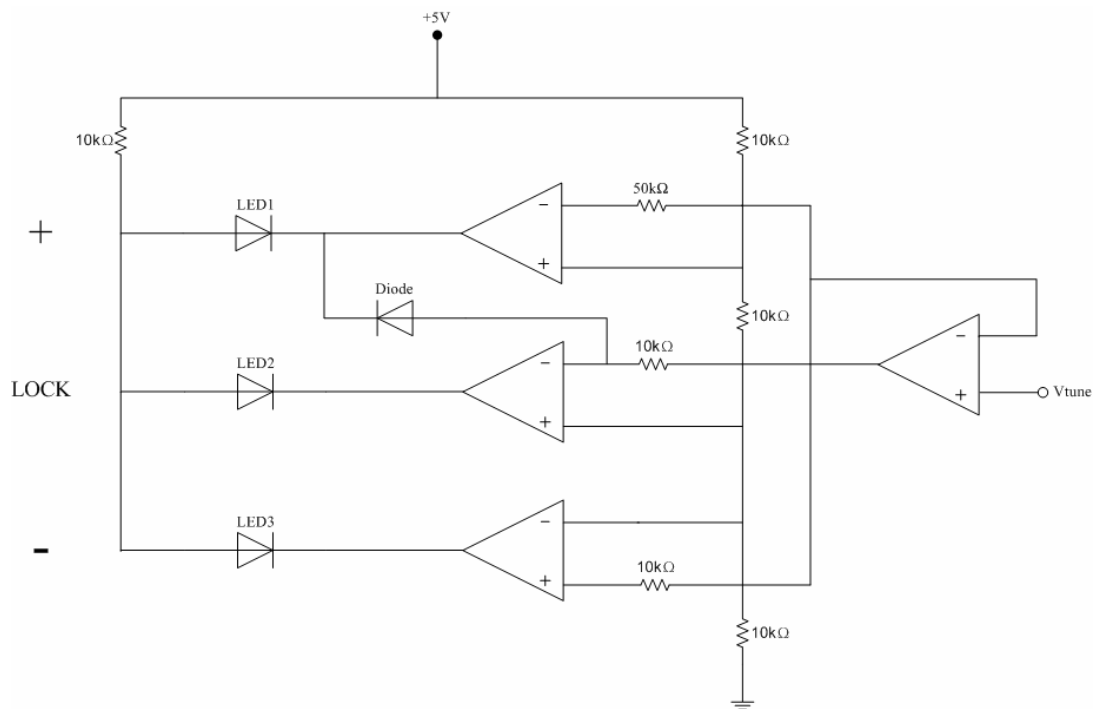 +5V
10kΩ
10kΩ
50kΩ
LED1
+
−
+
Diode
10kΩ
10kΩ
−
LED2
−
LOCK
+
+
Vtune
LED3
−
-
10kΩ
+
10kΩ